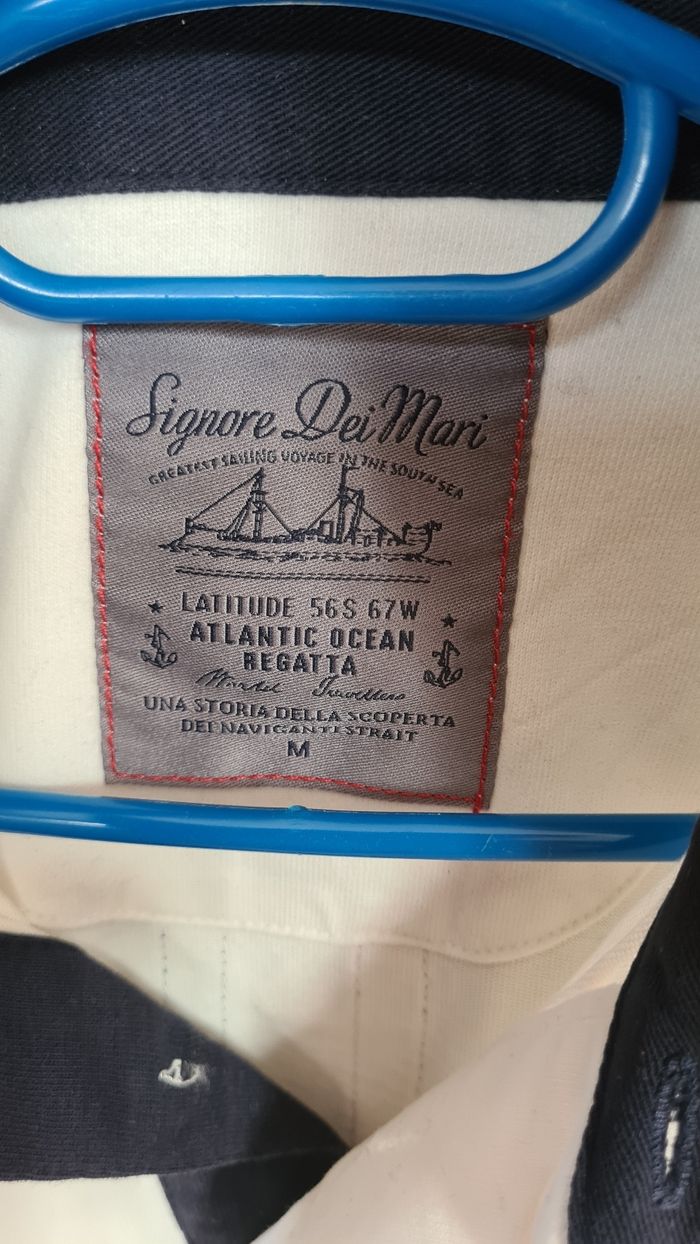 Signore Dei Mari
GREATEST SAILING VOYAGE IN THE SOUTH SEA
LATITUDE 56S 67W
ATLANTIC OCEAN
REGATTA
UNA STORIA DELLA SCOPERTA
DEI NAVIGANTI STRAIT
M